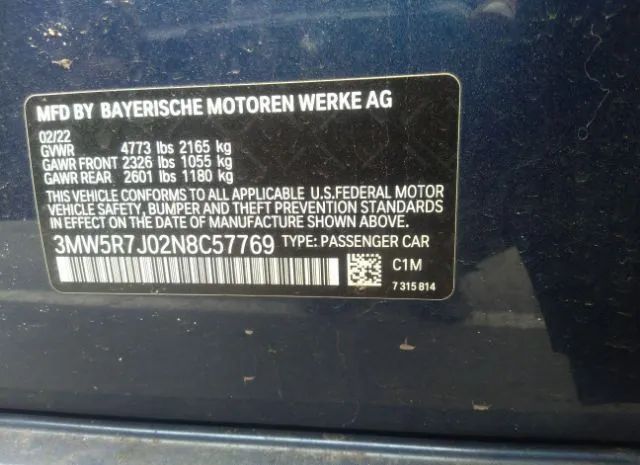 MFD BY BAYERISCHE MOTOREN WERKE AG
02/22
GVWR 4773 lbs 2165 kg
GAWR FRONT 2326 lbs 1055 kg
GAWR REAR 2601 lbs 1180 kg
THIS VEHICLE CONFORMS TO ALL APPLICABLE U.S.FEDERAL MOTOR
VEHICLE SAFETY, BUMPER AND THEFT PREVENTION STANDARDS
IN EFFECT ON THE DATE OF MANUFACTURE SHOWN ABOVE.
3MW5R7J02N8C57769 TYPE: PASSENGER CAR
C1M
7 315 814